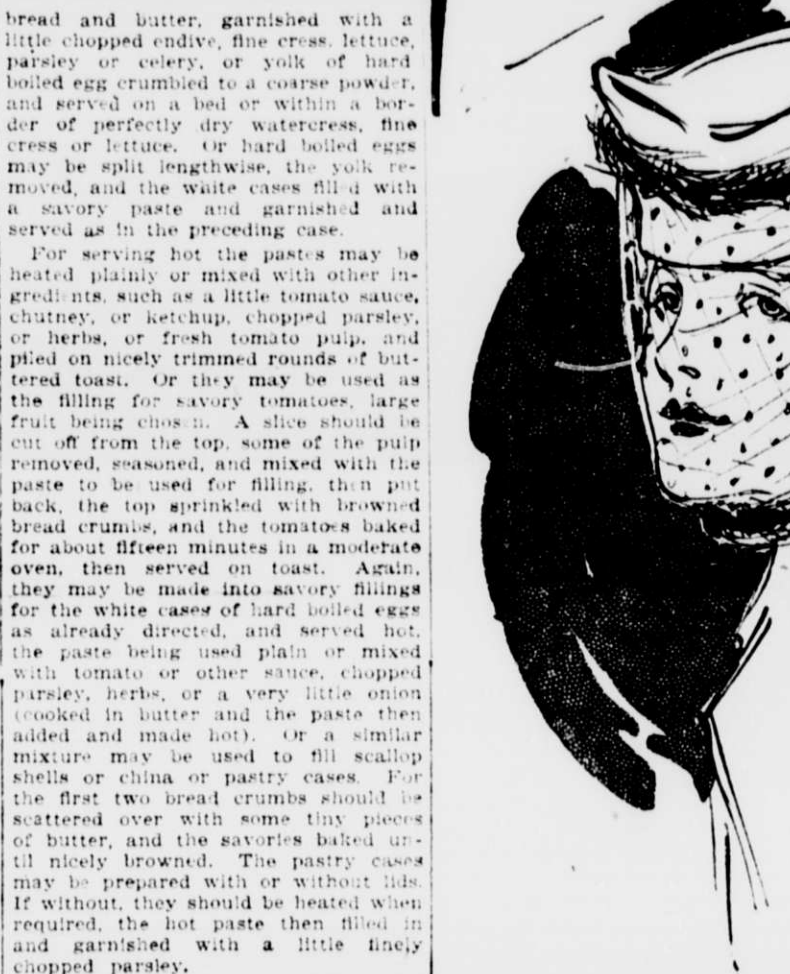 bread and butter, garnished with a
little chopped endive, fine cress, lettuce,
parsley or celery, or yolk of hard
boiled egg crumbled to a coarse powder,
and served on a bed or within a bor-
der of perfectly dry watercress, fine
cress or lettuce. Or hard boiled eggs
may be split lengthwise, the yolk re-
moved, and the white cases filled with
a savory paste and garnished and
served as in the preceding case.
For serving hot the pastes may be
heated plainly or mixed with other in-
gredients, such as a little tomato sauce,
chutney, or ketchup, chopped parsley,
or herbs, or fresh tomato pulp, and
piled on nicely trimmed rounds of but-
tered toast. Or they may be used as
the filling for savory tomatoes, large
fruit being chosen. A slice should be
cut off from the top, some of the pulp
removed, seasoned, and mixed with the
paste to be used for filling, then put
back, the top sprinkled with browned
bread crumbs, and the tomatoes baked
for about fifteen minutes in a moderate
oven, then served on toast. Again,
they may be made into savory fillings
for the white cases of hard boiled eggs
as already directed, and served hot,
the paste being used plain or mixed
with tomato or other sauce, chopped
parsley, herbs, or a very little onion
(cooked in butter and the paste then
added and made hot). Or a similar
mixture may be used to fill scallop
shells or china or pastry cases. For
the first two bread crumbs should be
scattered over with some tiny pieces
of butter, and the savories baked un-
til nicely browned. The pastry cases
may be prepared with or without lids.
If without, they should be heated when
required, the hot paste then filled in
and garnished with a little finely
chopped parsley.